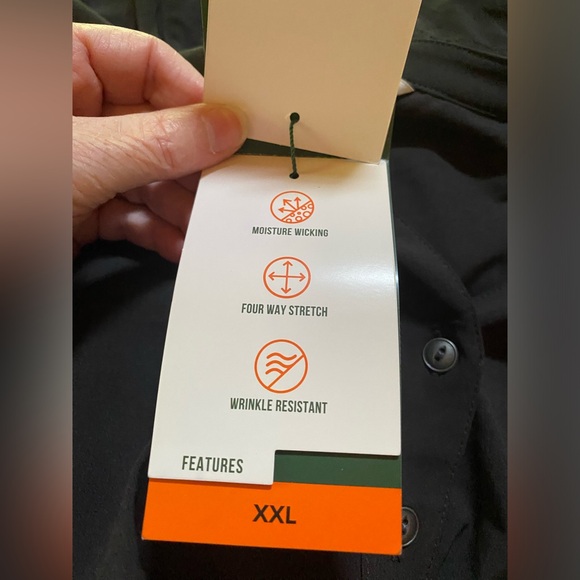 MOISTURE WICKING
FOUR WAY STRETCH
WRINKLE RESISTANT
FEATURES
XXL